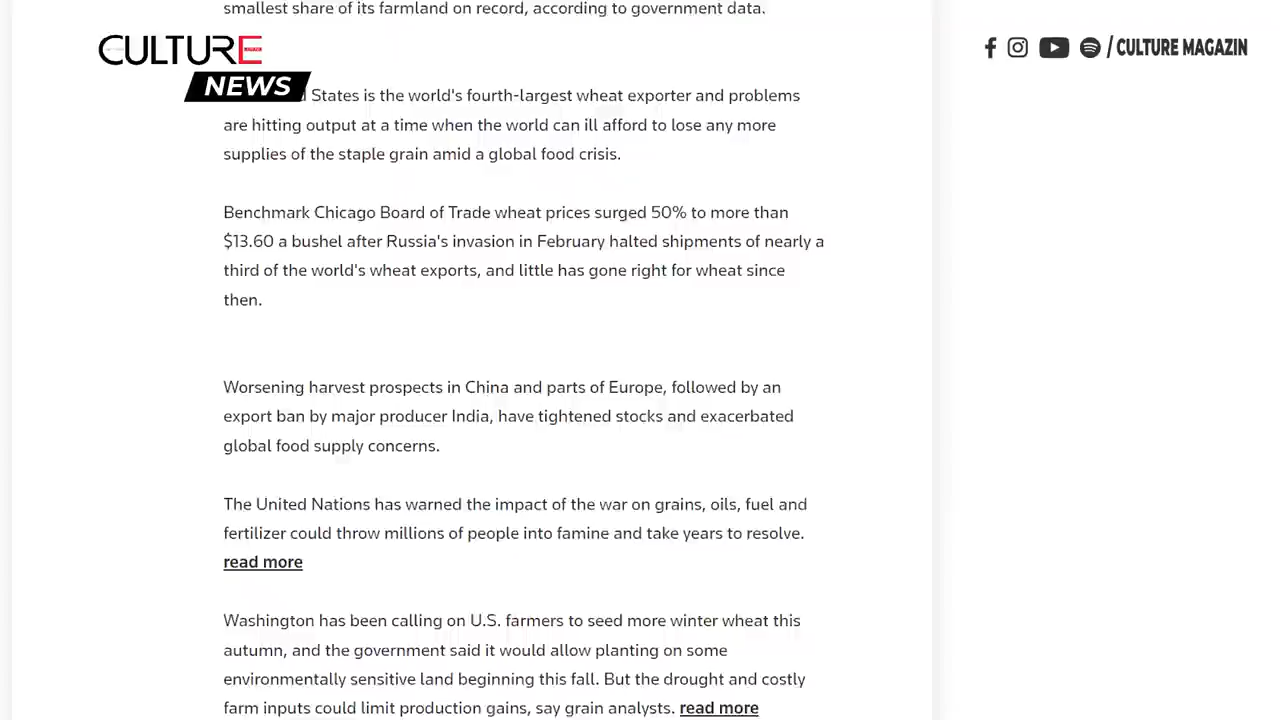 smallest share of its farmland on record, according to government data.
CULTURE
NEWS
/ CULTURE MAGAZIN
States is the world's fourth-largest wheat exporter and problems
are hitting output at a time when the world can ill afford to lose any more
supplies of the staple grain amid a global food crisis.
Benchmark Chicago Board of Trade wheat prices surged 50% to more than
$13.60 a bushel after Russia's invasion in February halted shipments of nearly a
third of the world's wheat exports, and little has gone right for wheat since
then.
Worsening harvest prospects in China and parts of Europe, followed by an
export ban by major producer India, have tightened stocks and exacerbated
global food supply concerns.
The United Nations has warned the impact of the war on grains, oils, fuel and
fertilizer could throw millions of people into famine and take years to resolve.
read more
Washington has been calling on U.S. farmers to seed more winter wheat this
autumn, and the government said it would allow planting on some
environmentally sensitive land beginning this fall. But the drought and costly
farm inputs could limit production gains, say grain analysts. read more